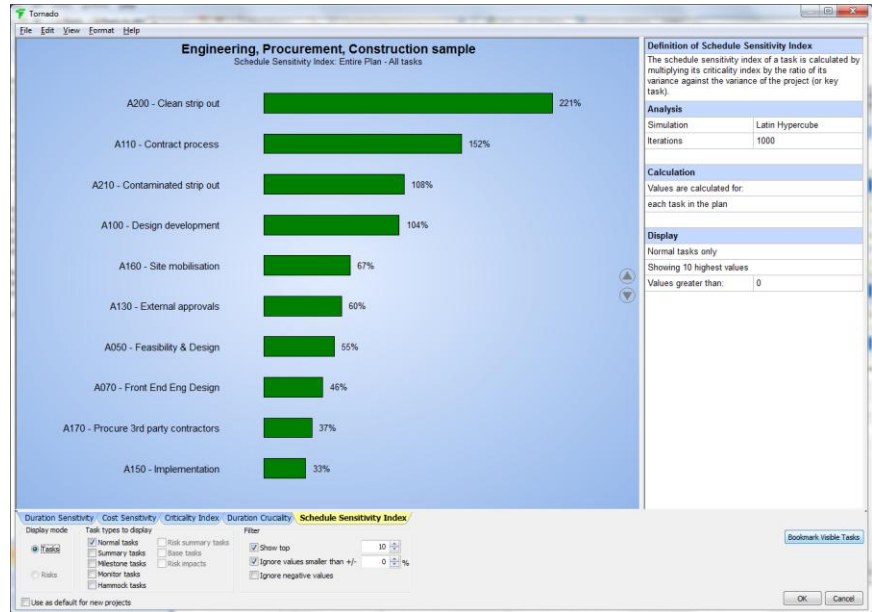 Tornado
File Edit View Format Help
Engineering, Procurement, Construction sample
Schedule Sensitivity Index: Entire Plan - All tasks
A200 - Clean strip out 221%
A110 - Contract process 152%
A210 - Contaminated strip out 108%
A100 - Design development 104%
A160 - Site mobilisation 67%
A130 - External approvals 60%
A050 - Feasibility & Design 55%
A070 - Front End Eng Design 46%
A170 - Procure 3rd party contractors 37%
A150 - Implementation 33%
Definition of Schedule Sensitivity Index
The schedule sensitivity index of a task is calculated by
multiplying its criticality index by the ratio of its
variance against the variance of the project (or key
task).
Analysis
Simulation Latin Hypercube
Iterations 1000
Calculation
Values are calculated for:
each task in the plan
Display
Normal tasks only
Showing 10 highest values
Values greater than: 0
Duration Sensitivity Cost Sensitivity Criticality Index Duration Cruciality Schedule Sensitivity Index
Display mode Task types to display Filter
Tasks
Risks
Normal tasks Risk summary tasks
Summary tasks Base tasks
Milestone tasks Risk impacts
Monitor tasks
Hammock tasks
Show top 10
Ignore values smaller than +/- 0 %
Ignore negative values
Bookmark Visible Tasks
Use as default for new projects
OK Cancel